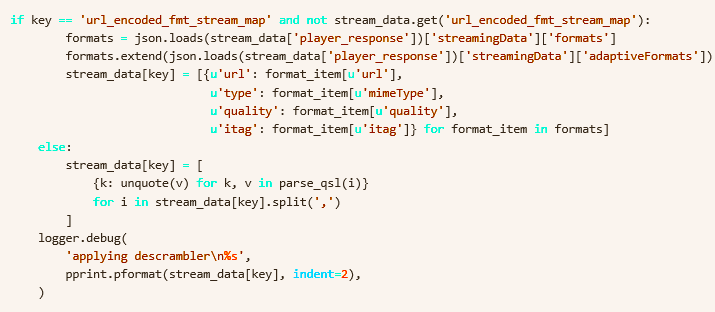 if key == 'url_encoded_fmt_stream_map' and not stream_data.get('url_encoded_fmt_stream_map'):
        formats = json.loads(stream_data['player_response'])['streamingData']['formats']
        formats.extend(json.loads(stream_data['player_response'])['streamingData']['adaptiveFormats'])
        stream_data[key] = [{u'url': format_item[u'url'],
                             u'type': format_item[u'mimeType'],
                             u'quality': format_item[u'quality'],
                             u'itag': format_item[u'itag']} for format_item in formats]
    else:
        stream_data[key] = [
            {k: unquote(v) for k, v in parse_qsl(i)}
            for i in stream_data[key].split(',')
        ]
    logger.debug(
        'applying descrambler\n%s',
        pprint.pformat(stream_data[key], indent=2),
    )